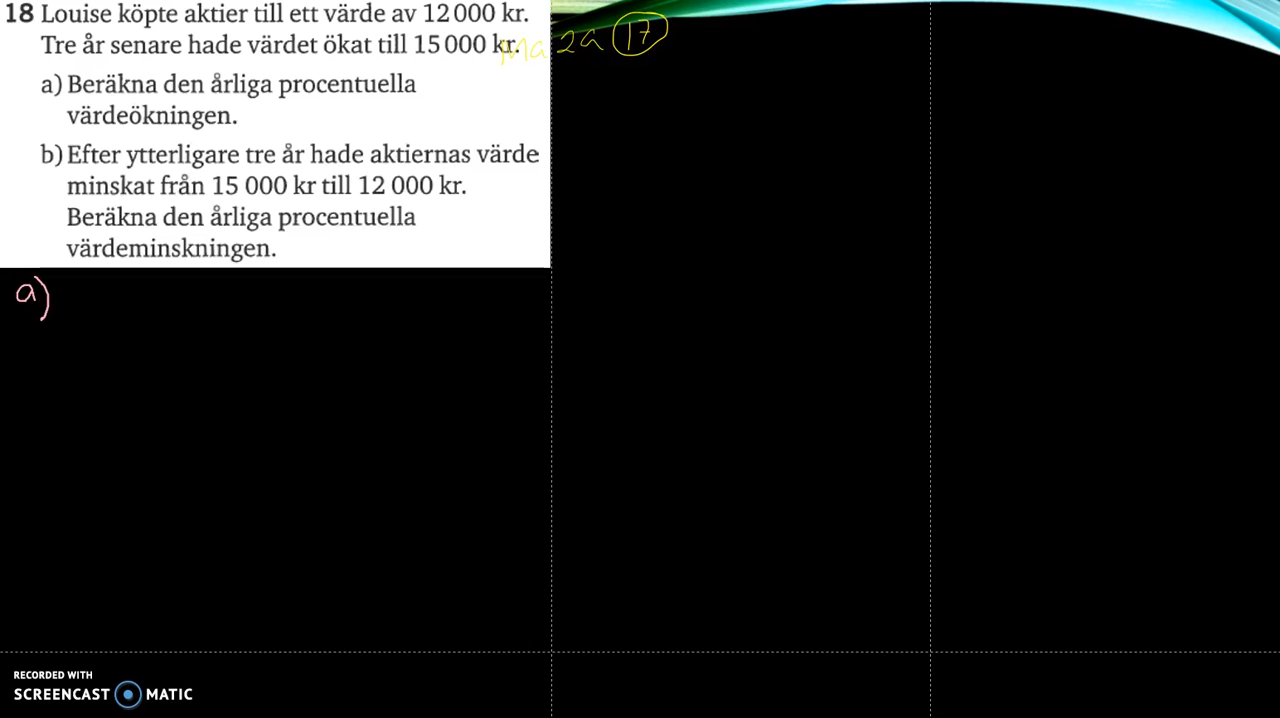 18 Louise köpte aktier till ett värde av 12 000 kr.
Tre år senare hade värdet ökat till 15 000 kr.
Ma 2a 17
a) Beräkna den årliga procentuella
värdeökningen.
b) Efter ytterligare tre år hade aktiernas värde
minskat från 15 000 kr till 12 000 kr.
Beräkna den årliga procentuella
värdeminskningen.
a)
RECORDED WITH
SCREENCAST MATIC